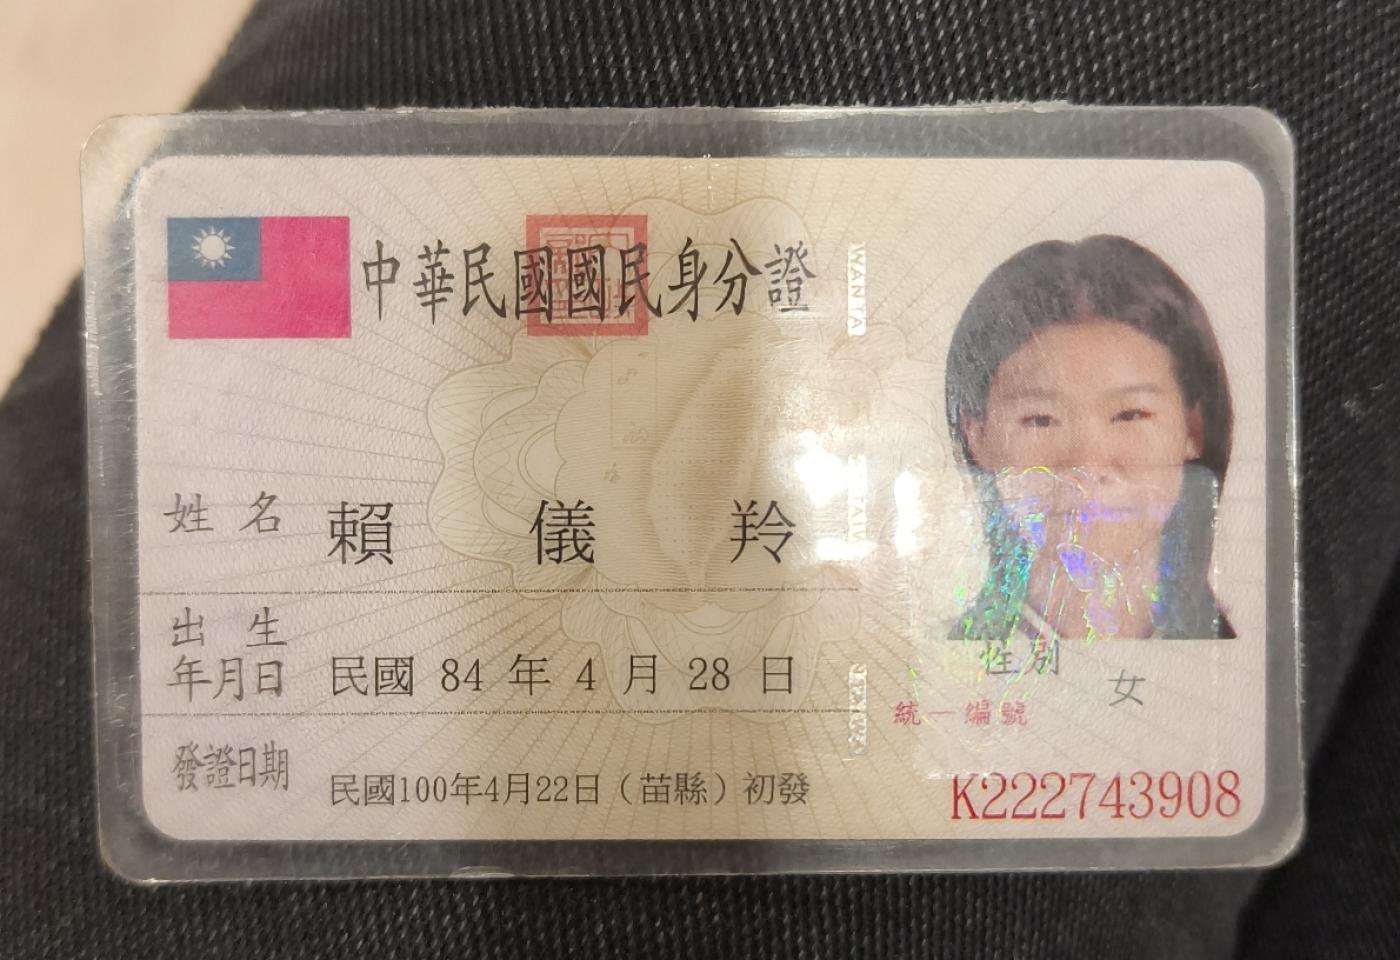 中華民國國民身分證
WANTA
TAIWAN
姓名 賴儀羚
出生
年月日 民國 84 年 4 月 28 日
性別 女
統一編號
發證日期 民國100年4月22日（苗縣）初發
K222743908